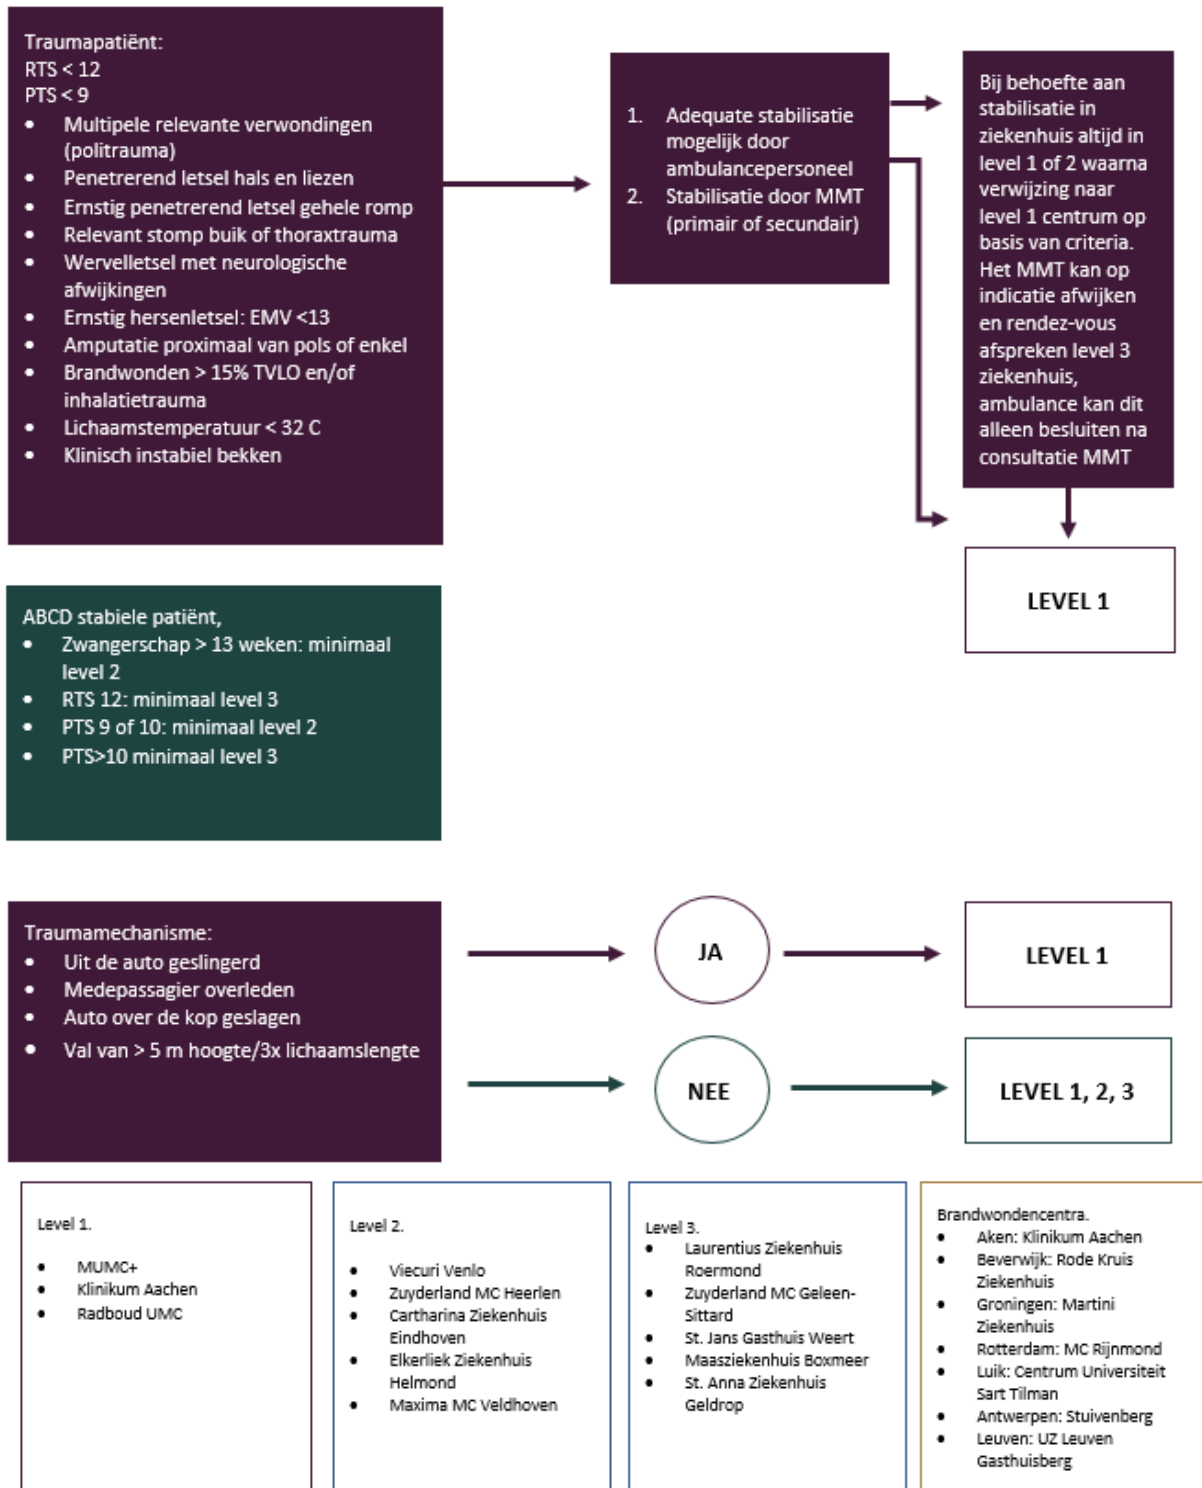 Traumapatiënt:
RTS < 12
PTS < 9
• Multipele relevante verwondingen
(politrauma)
• Penetrerend letsel hals en liezen
• Ernstig penetrerend letsel gehele romp
• Relevant stomp buik of thoraxtrauma
• Wervelletsel met neurologische
afwijkingen
• Ernstig hersenletsel: EMV <13
• Amputatie proximaal van pols of enkel
• Brandwonden > 15% TVLO en/of
inhalatietrauma
• Lichaamstemperatuur < 32 C
• Klinisch instabiel bekken
1. Adequate stabilisatie
mogelijk door
ambulancepersoneel
2. Stabilisatie door MMT
(primair of secundair)
Bij behoefte aan
stabilisatie in
ziekenhuis altijd in
level 1 of 2 waarna
verwijzing naar
level 1 centrum op
basis van criteria.
Het MMT kan op
indicatie afwijken
en rendez-vous
afspreken level 3
ziekenhuis,
ambulance kan dit
alleen besluiten na
consultatie MMT
LEVEL 1
ABCD stabiele patiënt,
• Zwangerschap > 13 weken: minimaal
level 2
• RTS 12: minimaal level 3
• PTS 9 of 10: minimaal level 2
• PTS>10 minimaal level 3
Traumamechanisme:
• Uit de auto geslingerd
• Medepassagier overleden
• Auto over de kop geslagen
• Val van > 5 m hoogte/3x lichaamslengte
JA
LEVEL 1
NEE
LEVEL 1, 2, 3
Level 1.
• MUMC+
• Klinikum Aachen
• Radboud UMC
Level 2.
• Viecuri Venlo
• Zuyderland MC Heerlen
• Cartharina Ziekenhuis
Eindhoven
• Elkerliek Ziekenhuis
Helmond
• Maxima MC Veldhoven
Level 3.
• Laurentius Ziekenhuis
Roermond
• Zuyderland MC Geleen-
Sittard
• St. Jans Gasthuis Weert
• Maasziekenhuis Boxmeer
• St. Anna Ziekenhuis
Geldrop
Brandwondencentra.
• Aken: Klinikum Aachen
• Beverwijk: Rode Kruis
Ziekenhuis
• Groningen: Martini
Ziekenhuis
• Rotterdam: MC Rijnmond
• Luik: Centrum Universiteit
Sart Tilman
• Antwerpen: Stuivenberg
• Leuven: UZ Leuven
Gasthuisberg